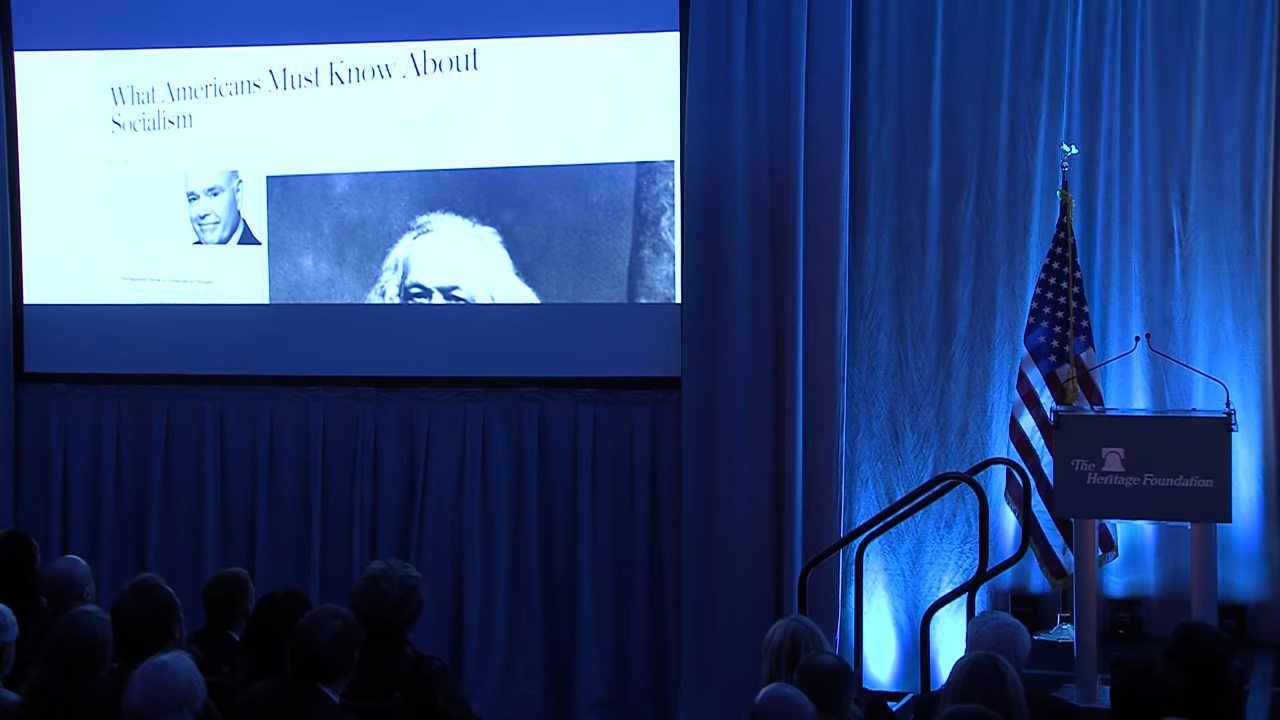 What Americans Must Know About
Socialism
The
Heritage Foundation